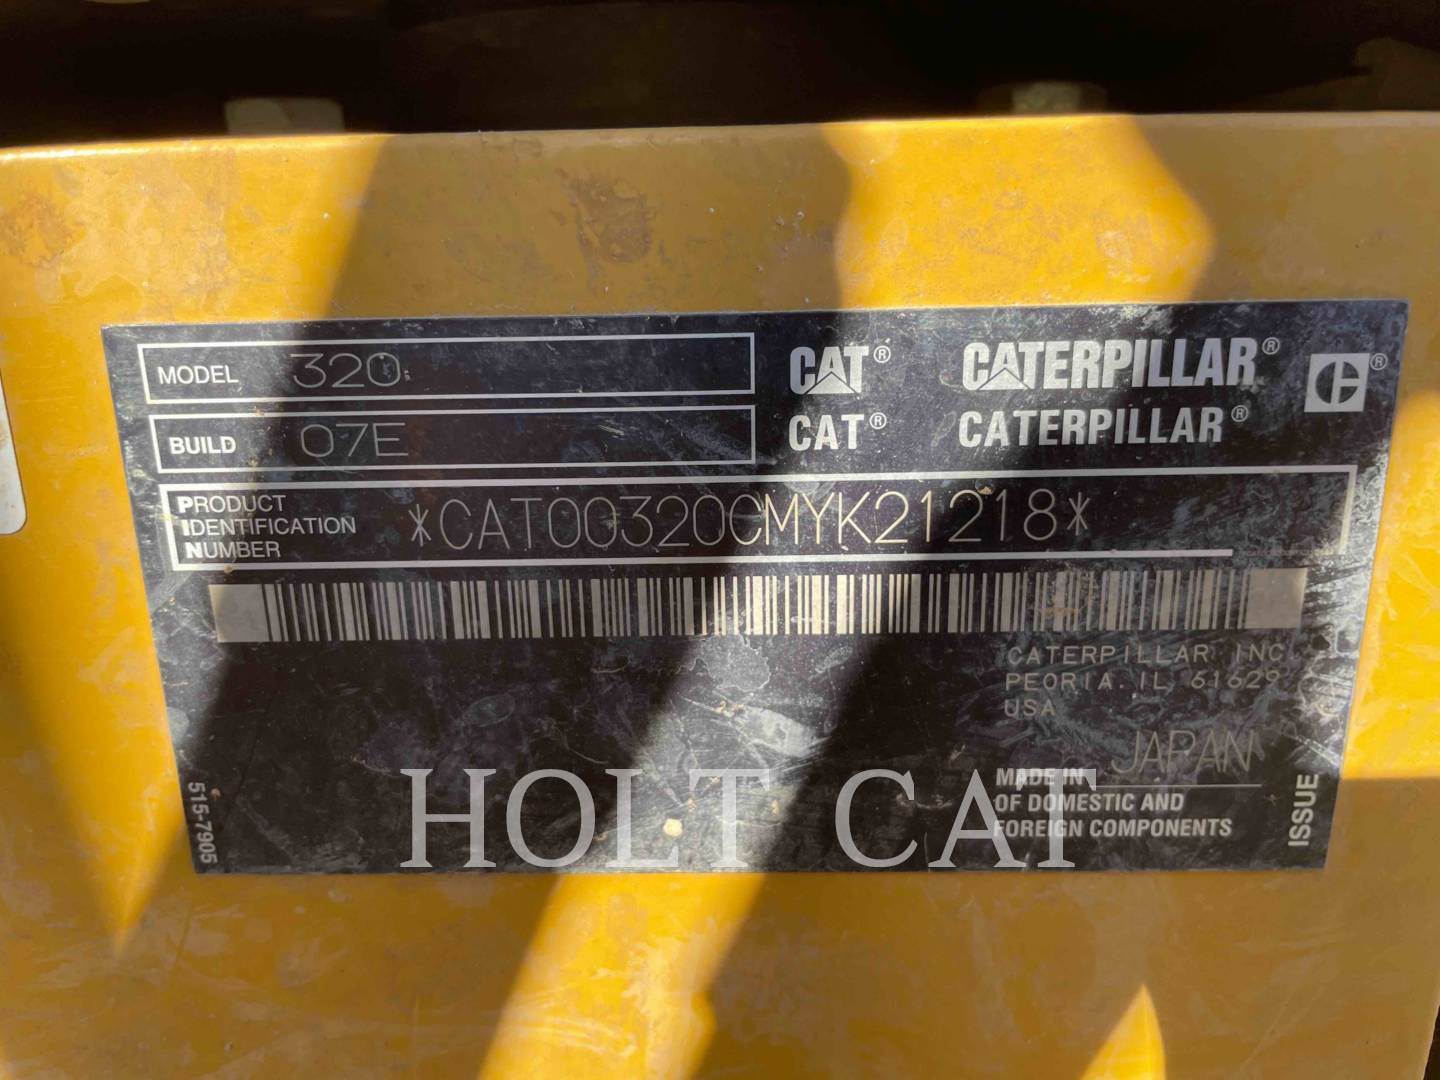 MODEL 320
CAT® CATERPILLAR®
BUILD 07E
CAT® CATERPILLAR®
PRODUCT
IDENTIFICATION
NUMBER
*CAT00320CMYK21218*
CATERPILLAR INC
PEORIA IL 61629
USA
MADE IN JAPAN
OF DOMESTIC AND
FOREIGN COMPONENTS
ISSUE
515-7905
HOLT CAT